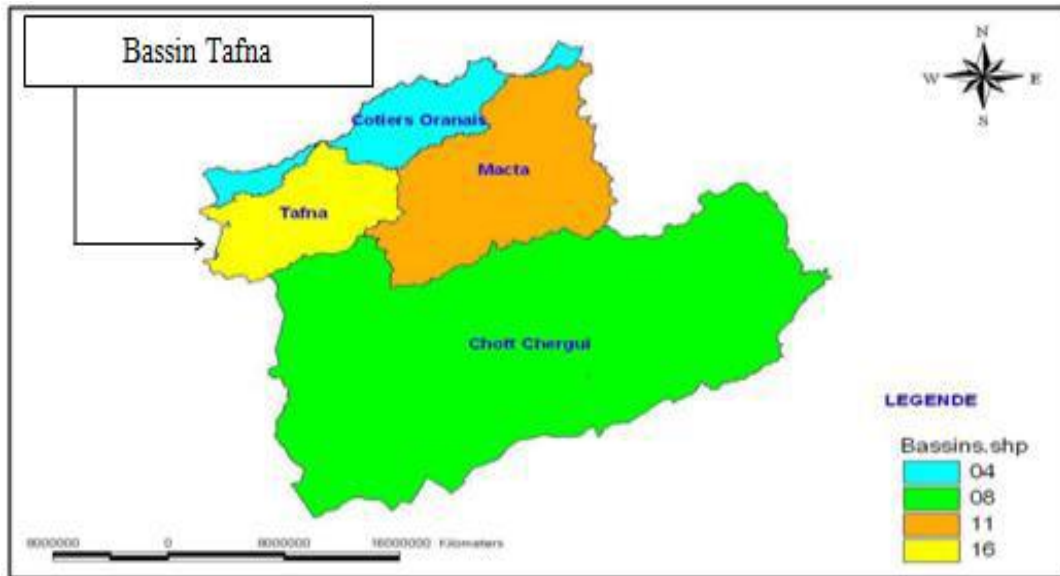 Bassin Tafna
N
W E
S
Cotiers Oranais
Macta
Tafna
Chott Chergui
LEGENDE
Bassins.shp
04
08
11
16
8000000 0 8000000 16000000 Kilometers